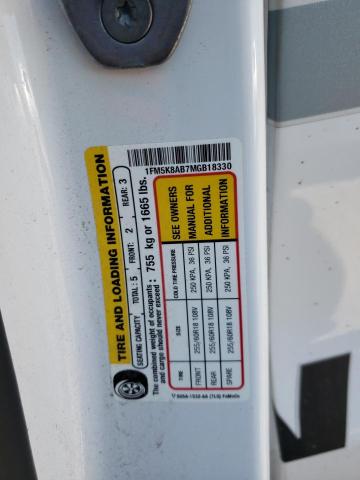 1FM5K8AB7MGB18330
TIRE AND LOADING INFORMATION
SEATING CAPACITY TOTAL: 5 FRONT: 2 REAR: 3
The combined weight of occupants and cargo should never exceed: 755 kg or 1665 lbs.
TIRE SIZE COLD TIRE PRESSURE
FRONT 255/60R18 108V 250 KPA, 36 PSI
REAR 255/60R18 108V 250 KPA, 36 PSI
SPARE 255/60R18 108V 250 KPA, 36 PSI
SEE OWNERS
MANUAL FOR
ADDITIONAL
INFORMATION